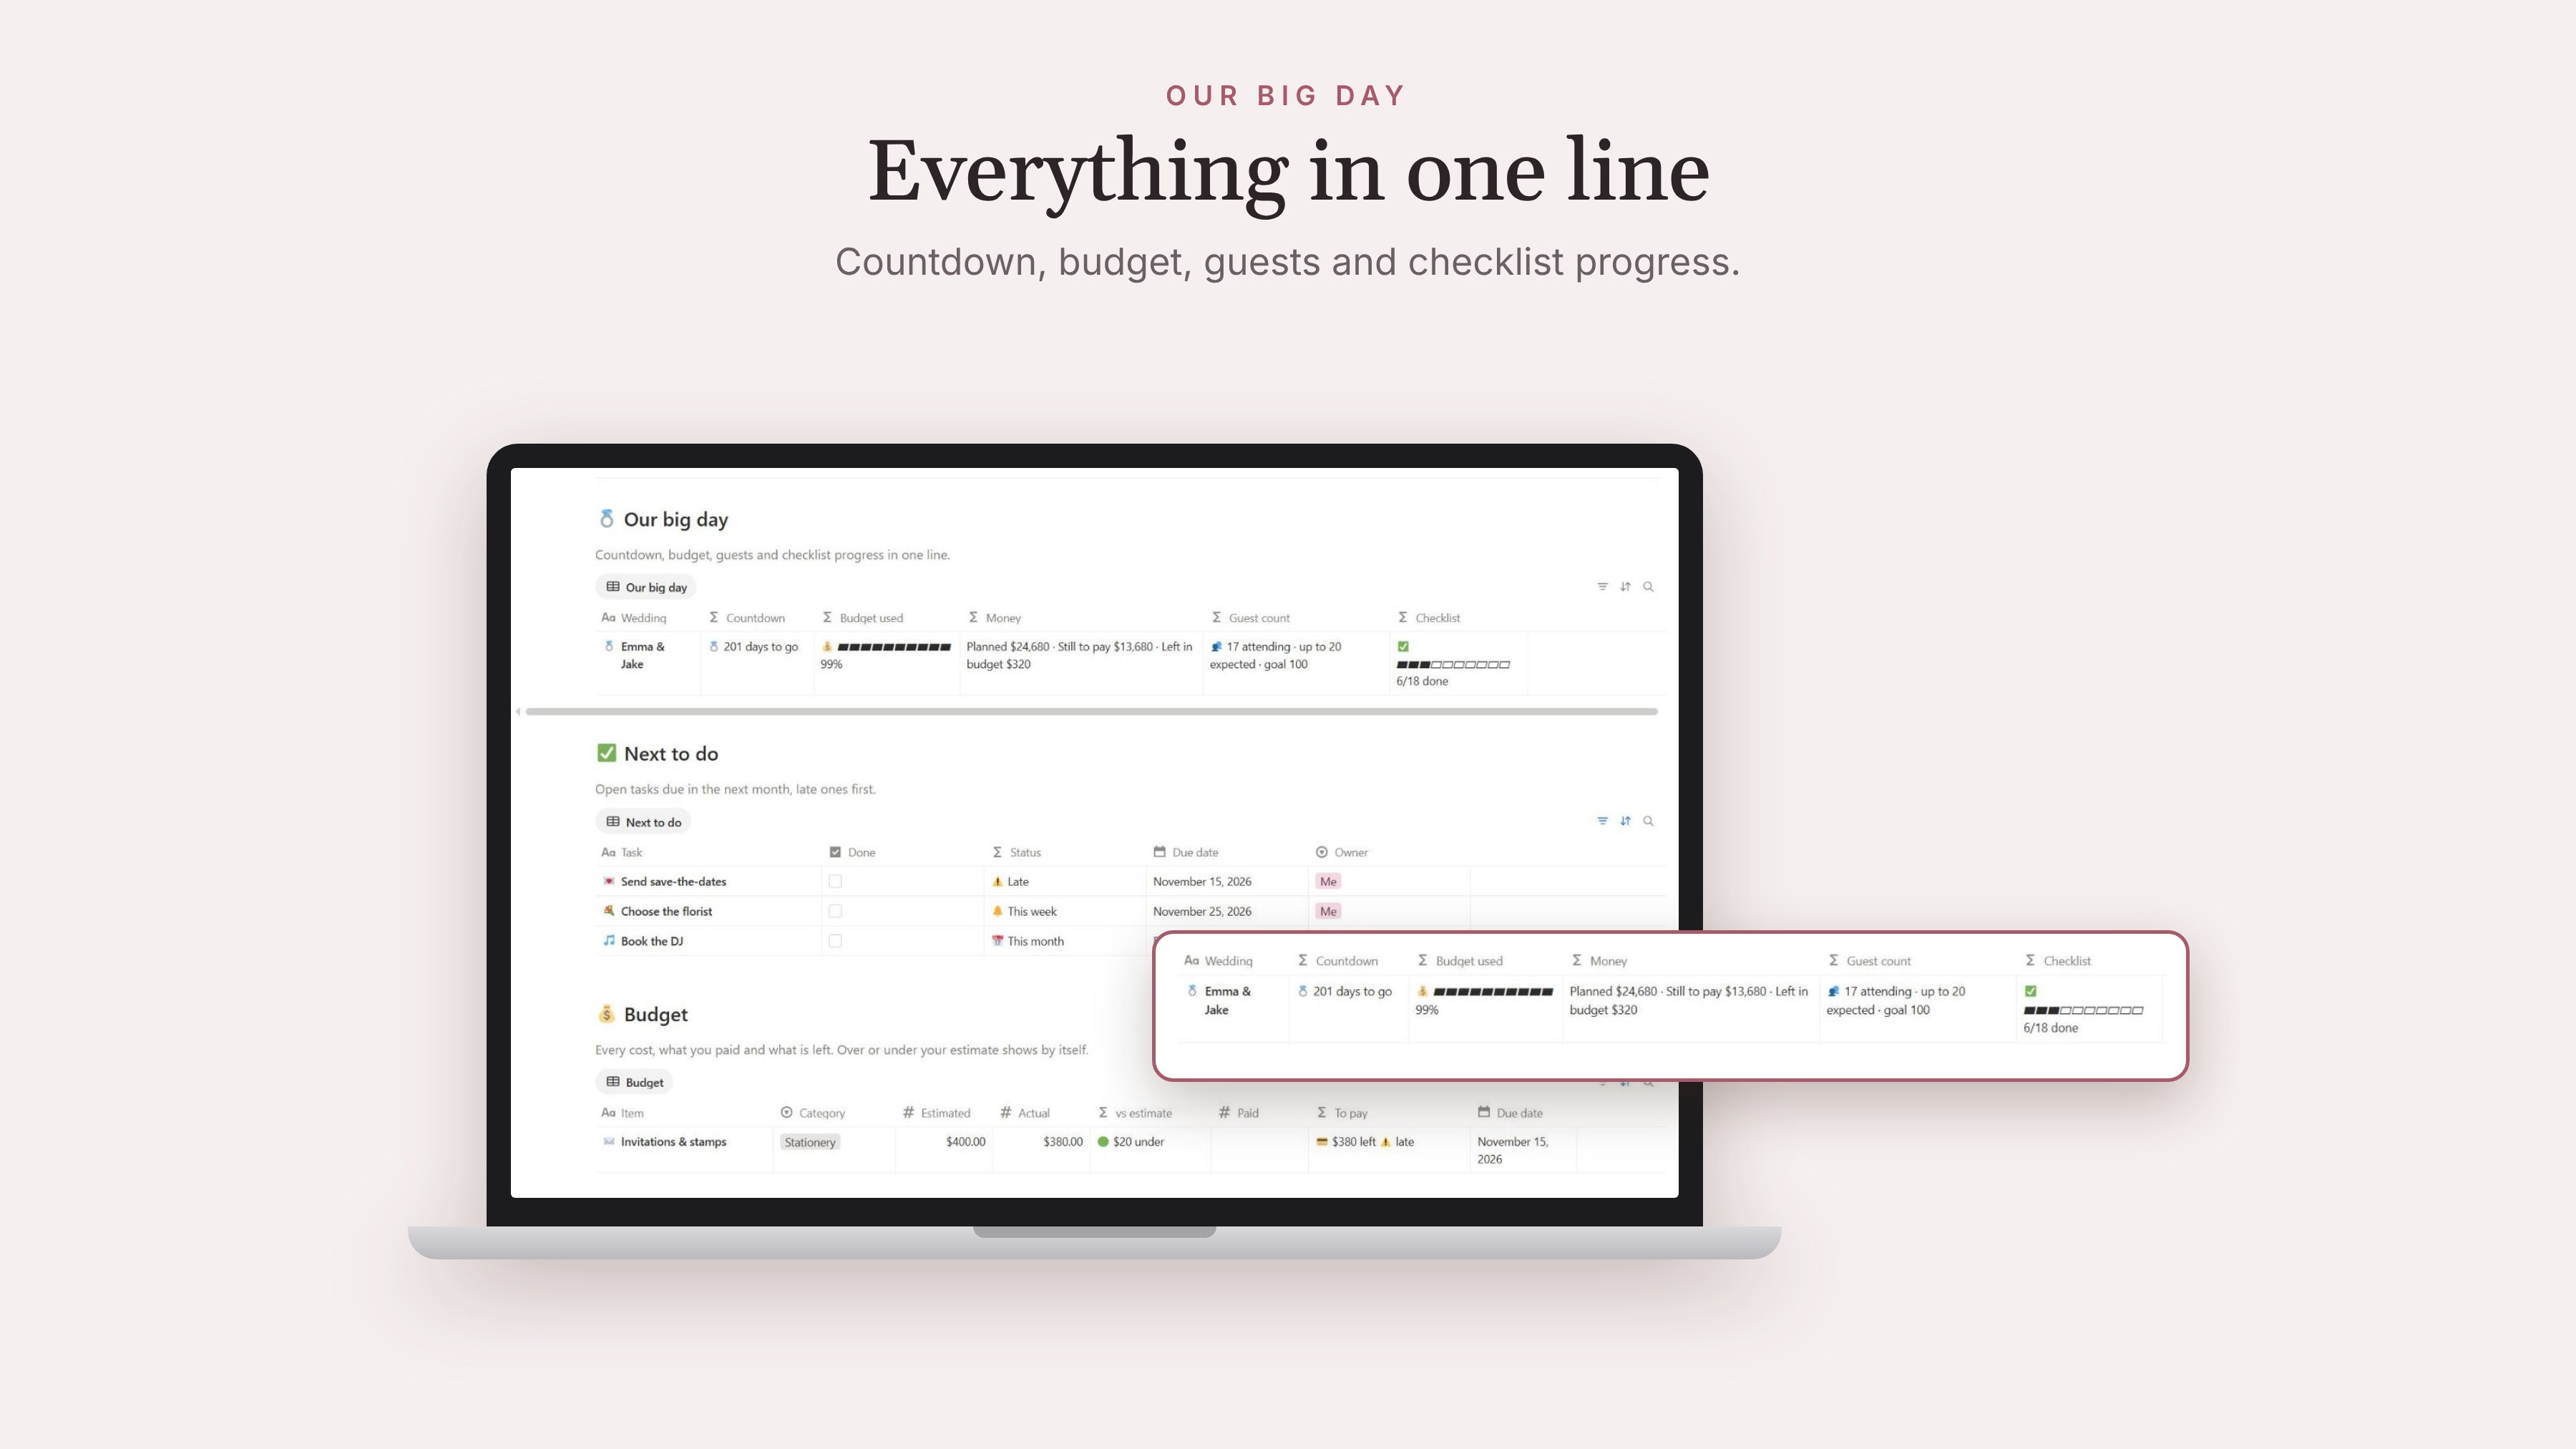 OUR BIG DAY
Everything in one line
Countdown, budget, guests and checklist progress.
Our big day
Countdown, budget, guests and checklist progress in one line.
Our big day
Aa Wedding Σ Countdown Σ Budget used Σ Money Σ Guest count Σ Checklist
Emma & 201 days to go Planned $24,680 · Still to pay $13,680 · Left in 17 attending · up to 20
Jake 99% budget $320 expected · goal 100
6/18 done
Next to do
Open tasks due in the next month, late ones first.
Next to do
Aa Task Done Σ Status Due date Owner
Send save-the-dates Late November 15, 2026 Me
Choose the florist This week November 25, 2026 Me
Book the DJ This month
Aa Wedding Σ Countdown Σ Budget used Σ Money Σ Guest count Σ Checklist
Emma & 201 days to go Planned $24,680 · Still to pay $13,680 · Left in 17 attending · up to 20
Jake 99% budget $320 expected · goal 100
6/18 done
Budget
Every cost, what you paid and what is left. Over or under your estimate shows by itself.
Budget
Aa Item Category # Estimated # Actual Σ vs estimate # Paid Σ To pay Due date
Invitations & stamps Stationery $400.00 $380.00 $20 under $380 left late November 15,
2026